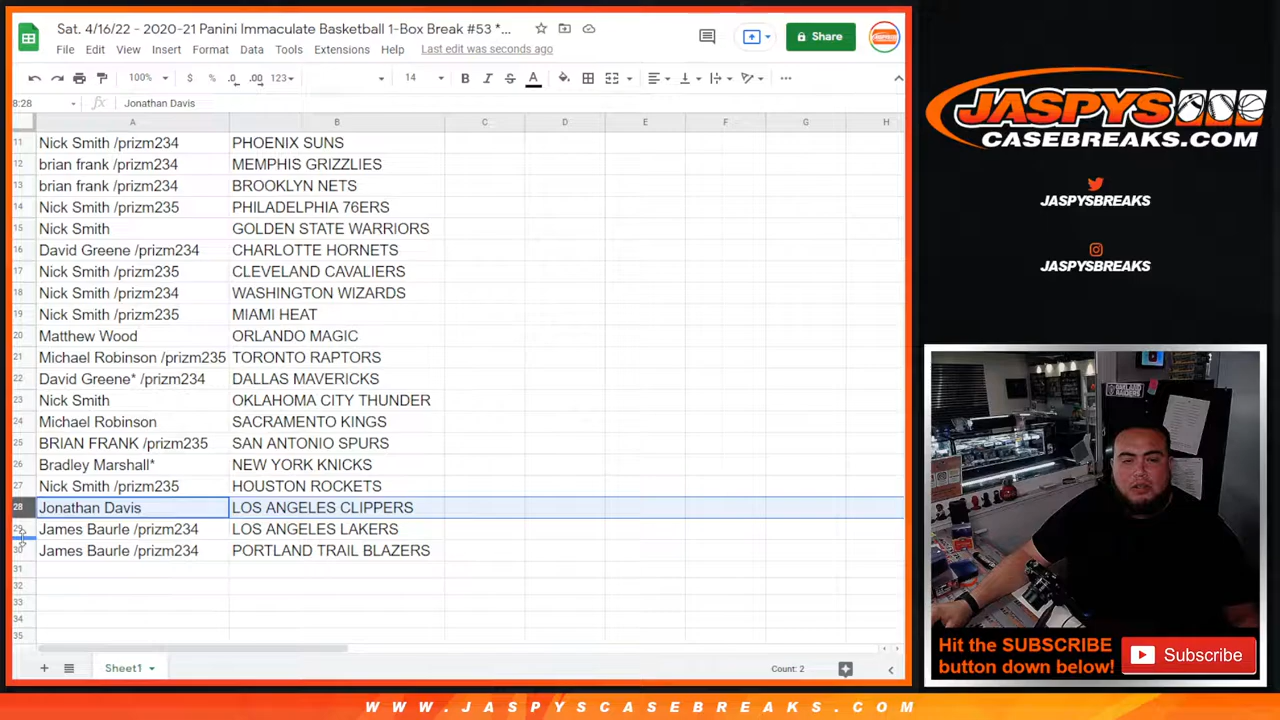 Sat. 4/16/22 - 2020-21 Panini Immaculate Basketball 1-Box Break #53 *...
File Edit View Insert Format Data Tools Extensions Help Last edit was seconds ago
Share
100% $ % .0 .00 123 14 B I S A
8:28 fx Jonathan Davis
A B C D E F G H
11 Nick Smith /prizm234 PHOENIX SUNS
12 brian frank /prizm234 MEMPHIS GRIZZLIES
13 brian frank /prizm234 BROOKLYN NETS
14 Nick Smith /prizm235 PHILADELPHIA 76ERS
15 Nick Smith GOLDEN STATE WARRIORS
16 David Greene /prizm234 CHARLOTTE HORNETS
17 Nick Smith /prizm235 CLEVELAND CAVALIERS
18 Nick Smith /prizm234 WASHINGTON WIZARDS
19 Nick Smith /prizm235 MIAMI HEAT
20 Matthew Wood ORLANDO MAGIC
21 Michael Robinson /prizm235 TORONTO RAPTORS
22 David Greene* /prizm234 DALLAS MAVERICKS
23 Nick Smith OKLAHOMA CITY THUNDER
24 Michael Robinson SACRAMENTO KINGS
25 BRIAN FRANK /prizm235 SAN ANTONIO SPURS
26 Bradley Marshall* NEW YORK KNICKS
27 Nick Smith /prizm235 HOUSTON ROCKETS
28 Jonathan Davis LOS ANGELES CLIPPERS
29 James Baurle /prizm234 LOS ANGELES LAKERS
30 James Baurle /prizm234 PORTLAND TRAIL BLAZERS
31
32
33
34
35
Sheet1
Count: 2
JASPYS
CASEBREAKS.COM
JASPYSBREAKS
JASPYSBREAKS
OAKLAND
RAIDERS
Hit the SUBSCRIBE
button down below!
Subscribe
WWW.JASPYSCASEBREAKS.COM